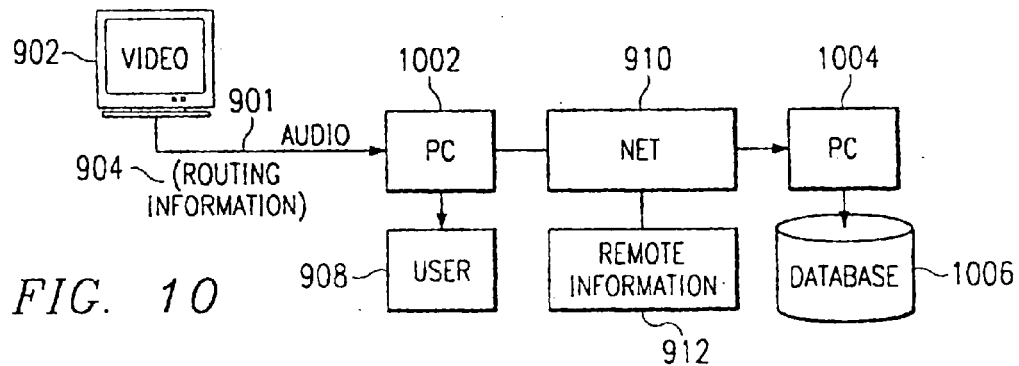 902
VIDEO
901
AUDIO
904
(ROUTING
INFORMATION)
1002
PC
910
NET
1004
PC
908
USER
REMOTE
INFORMATION
912
DATABASE
1006
FIG. 10